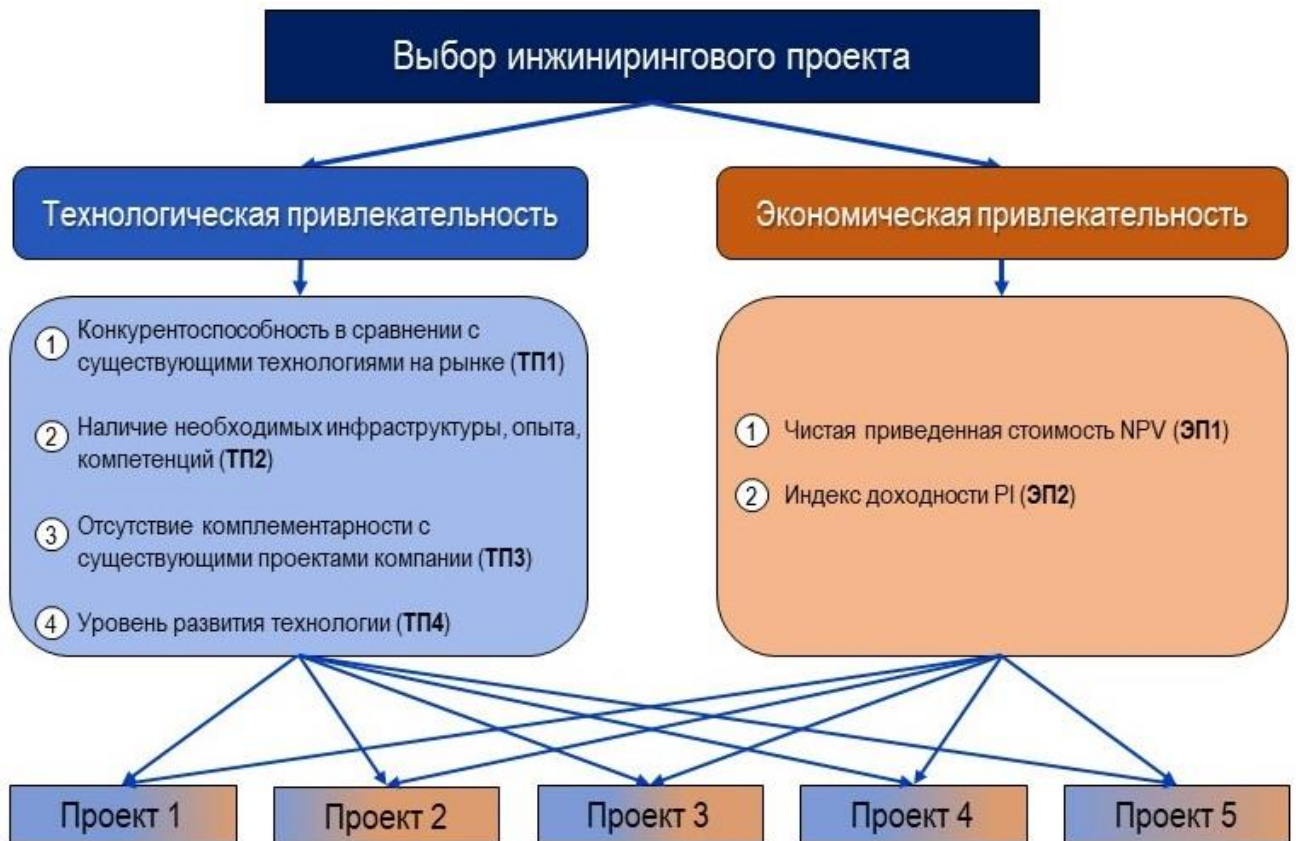 Выбор инжинирингового проекта
Технологическая привлекательность
Экономическая привлекательность
1 Конкурентоспособность в сравнении с
существующими технологиями на рынке (ТП1)
2 Наличие необходимых инфраструктуры, опыта,
компетенций (ТП2)
3 Отсутствие комплементарности с
существующими проектами компании (ТП3)
4 Уровень развития технологии (ТП4)
1 Чистая приведенная стоимость NPV (ЭП1)
2 Индекс доходности PI (ЭП2)
Проект 1
Проект 2
Проект 3
Проект 4
Проект 5